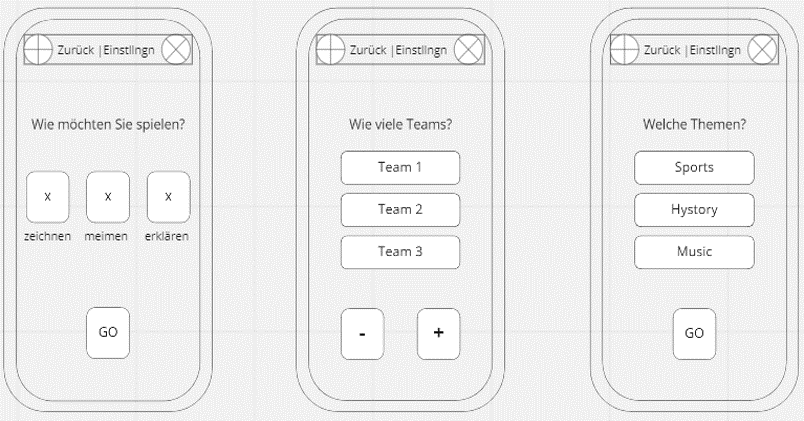 Zurück |Einstllngn
Wie möchten Sie spielen?
x x x
zeichnen meimen erklären
GO
Zurück |Einstllngn
Wie viele Teams?
Team 1
Team 2
Team 3
- +
Zurück |Einstllngn
Welche Themen?
Sports
Hystory
Music
GO